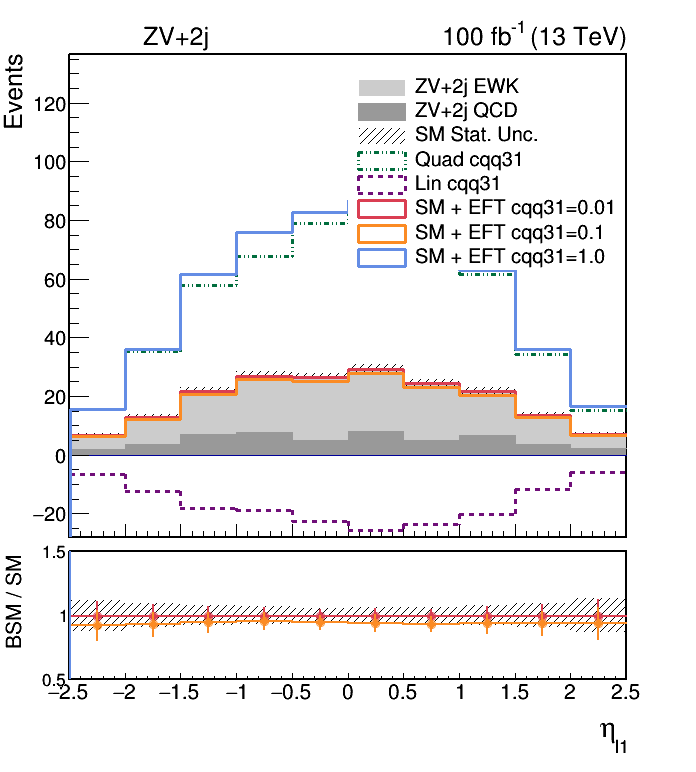 ZV+2j 100 fb-1 (13 TeV)
Events
120
100
80
60
40
20
0
−20
ZV+2j EWK
ZV+2j QCD
SM Stat. Unc.
Quad cqq31
Lin cqq31
SM + EFT cqq31=0.01
SM + EFT cqq31=0.1
SM + EFT cqq31=1.0
BSM / SM
1.5
1
0.5
−2.5 −2 −1.5 −1 −0.5 0 0.5 1 1.5 2 2.5
ηl1